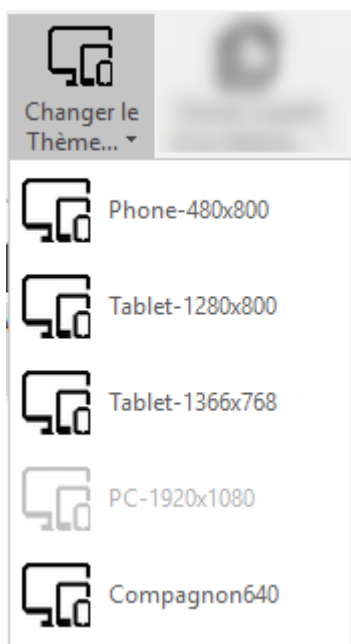 Changer le
Thème...
Phone-480x800
Tablet-1280x800
Tablet-1366x768
PC-1920x1080
Compagnon640